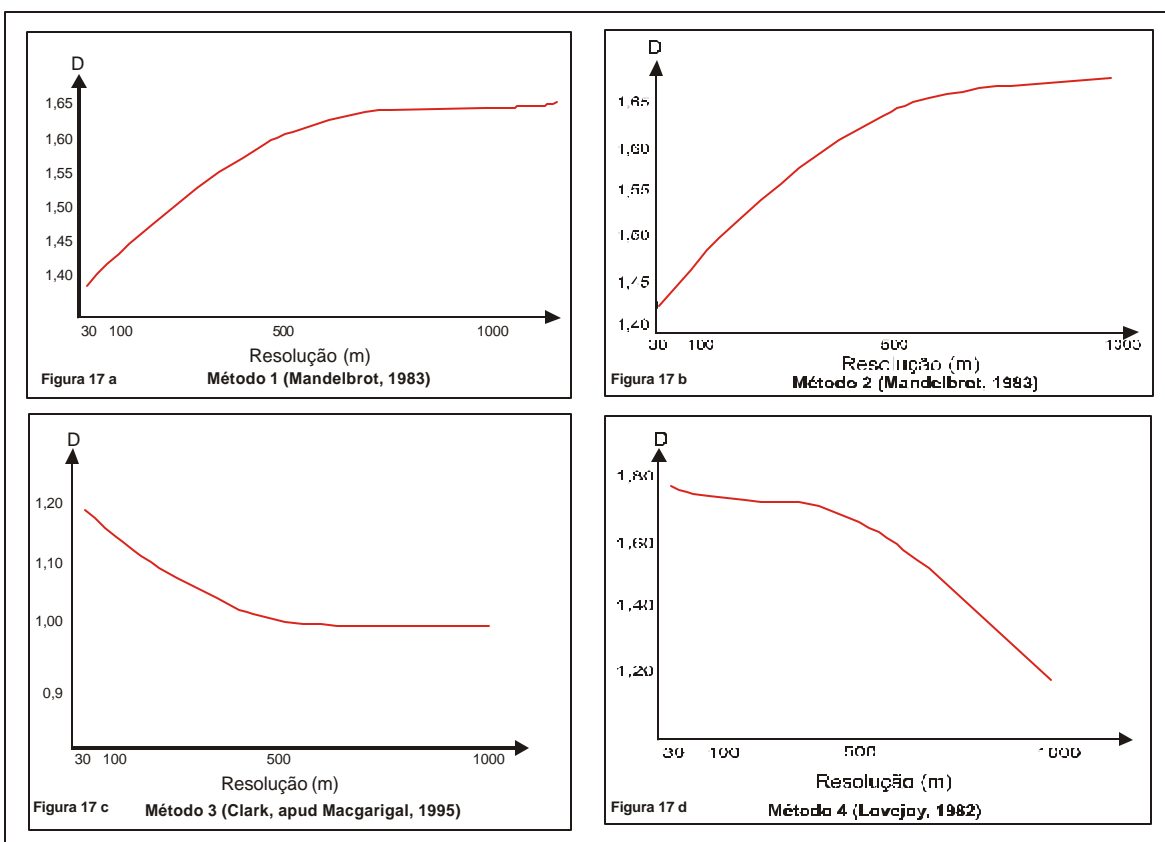 D
1,65
1,60
1,55
1,50
1,45
1,40
30 100 500 1000
Resolução (m)
Figura 17 a Método 1 (Mandelbrot, 1983)
D
1,65
1,60
1,55
1,50
1,45
1,40
30 100 500 1000
Resolução (m)
Figura 17 b Método 2 (Mandelbrot. 1983)
D
1,20
1,10
1,00
0,9
30 100 500 1000
Resolução (m)
Figura 17 c Método 3 (Clark, apud Macgarigal, 1995)
D
1,80
1,60
1,40
1,20
30 100 500 1000
Resolução (m)
Figura 17 d Método 4 (Lovejoy, 1982)